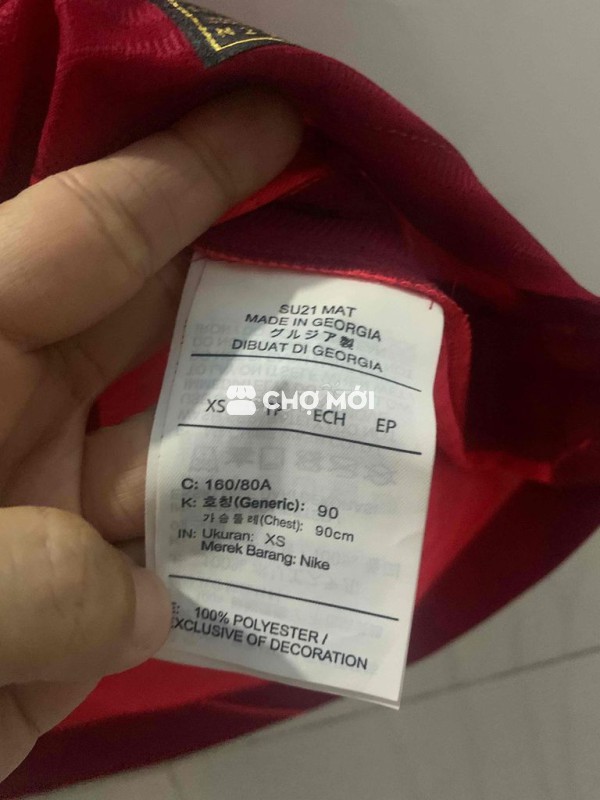 SU21 MAT
MADE IN GEORGIA
グルジア製
DIBUAT DI GEORGIA
CHỢ MỚI
XS ECH EP
C: 160/80A
K: 호칭(Generic): 90
가슴둘레(Chest): 90cm
IN: Ukuran: XS
Merek Barang: Nike
100% POLYESTER /
EXCLUSIVE OF DECORATION